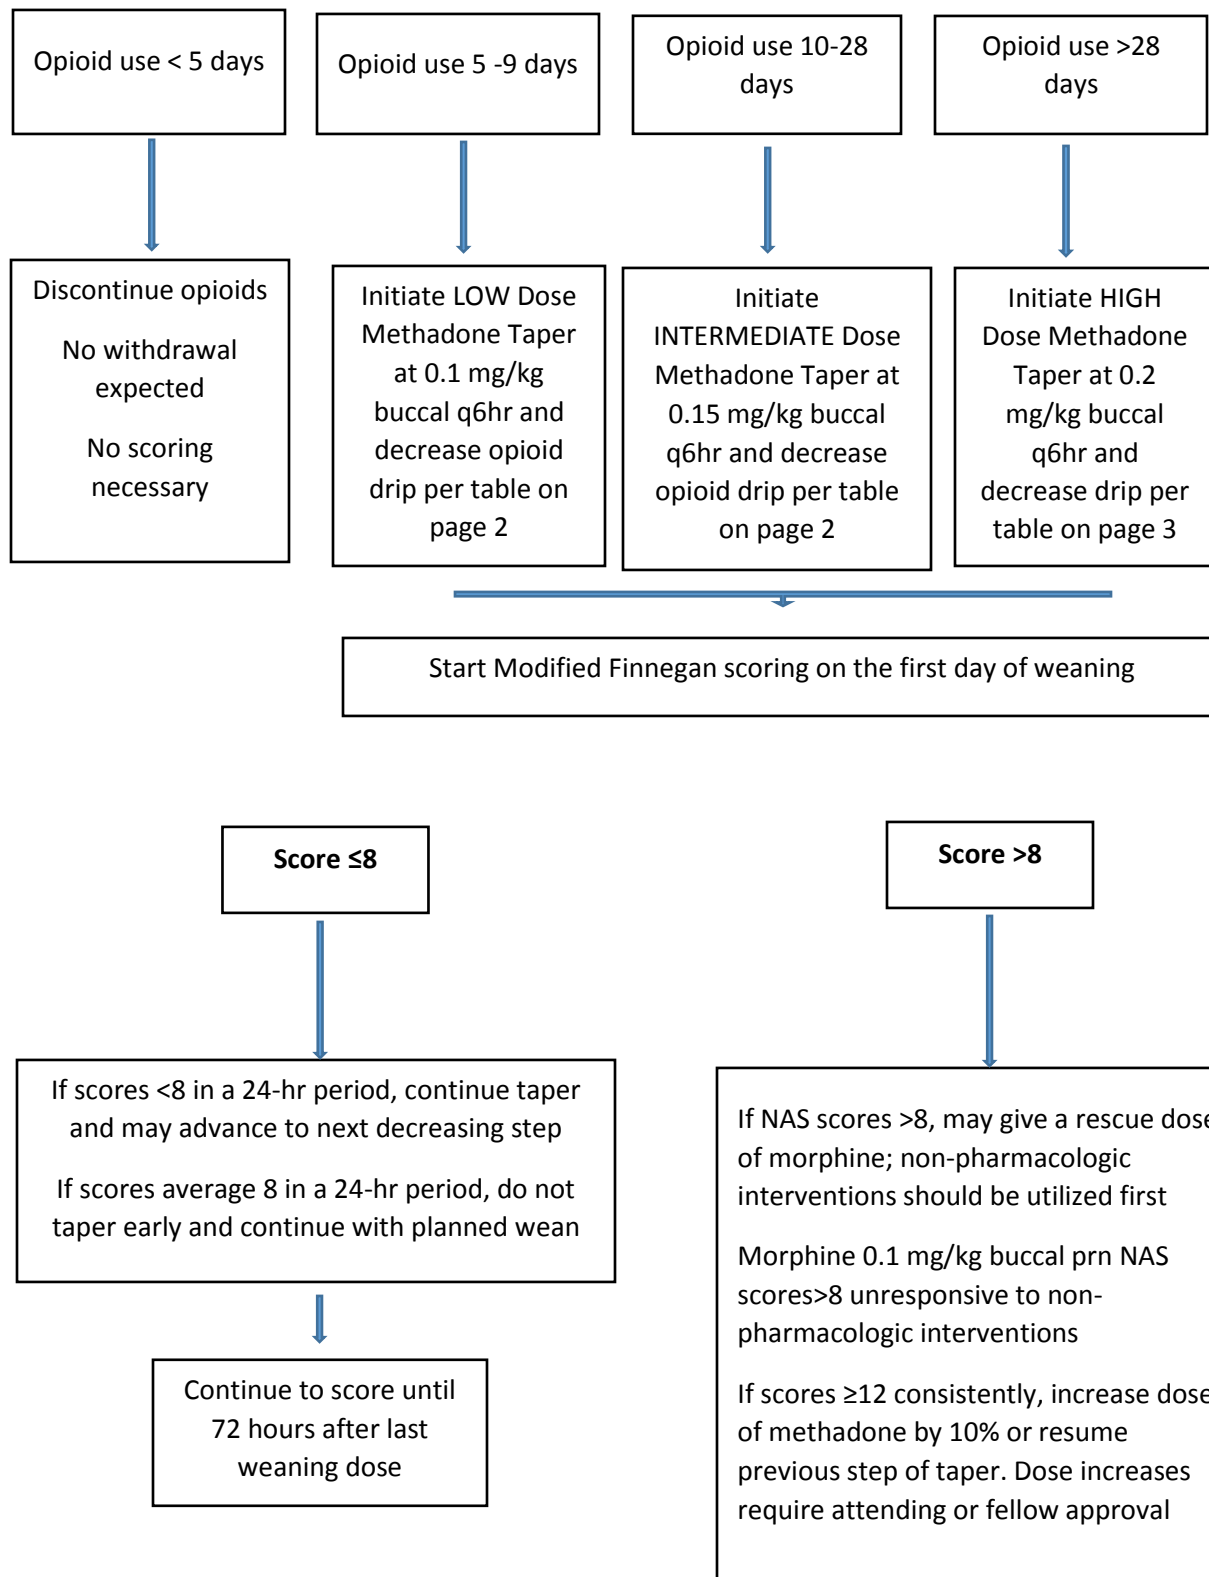 Opioid use < 5 days
Opioid use 5 -9 days
Opioid use 10-28
days
Opioid use >28
days
Discontinue opioids
No withdrawal
expected
No scoring
necessary
Initiate LOW Dose
Methadone Taper
at 0.1 mg/kg
buccal q6hr and
decrease opioid
drip per table on
page 2
Initiate
INTERMEDIATE Dose
Methadone Taper at
0.15 mg/kg buccal
q6hr and decrease
opioid drip per table
on page 2
Initiate HIGH
Dose Methadone
Taper at 0.2
mg/kg buccal
q6hr and
decrease drip per
table on page 3
Start Modified Finnegan scoring on the first day of weaning
Score ≤8
If scores <8 in a 24-hr period, continue taper
and may advance to next decreasing step
If scores average 8 in a 24-hr period, do not
taper early and continue with planned wean
Continue to score until
72 hours after last
weaning dose
Score >8
If NAS scores >8, may give a rescue dose
of morphine; non-pharmacologic
interventions should be utilized first
Morphine 0.1 mg/kg buccal prn NAS
scores>8 unresponsive to non-
pharmacologic interventions
If scores ≥12 consistently, increase dose
of methadone by 10% or resume
previous step of taper. Dose increases
require attending or fellow approval